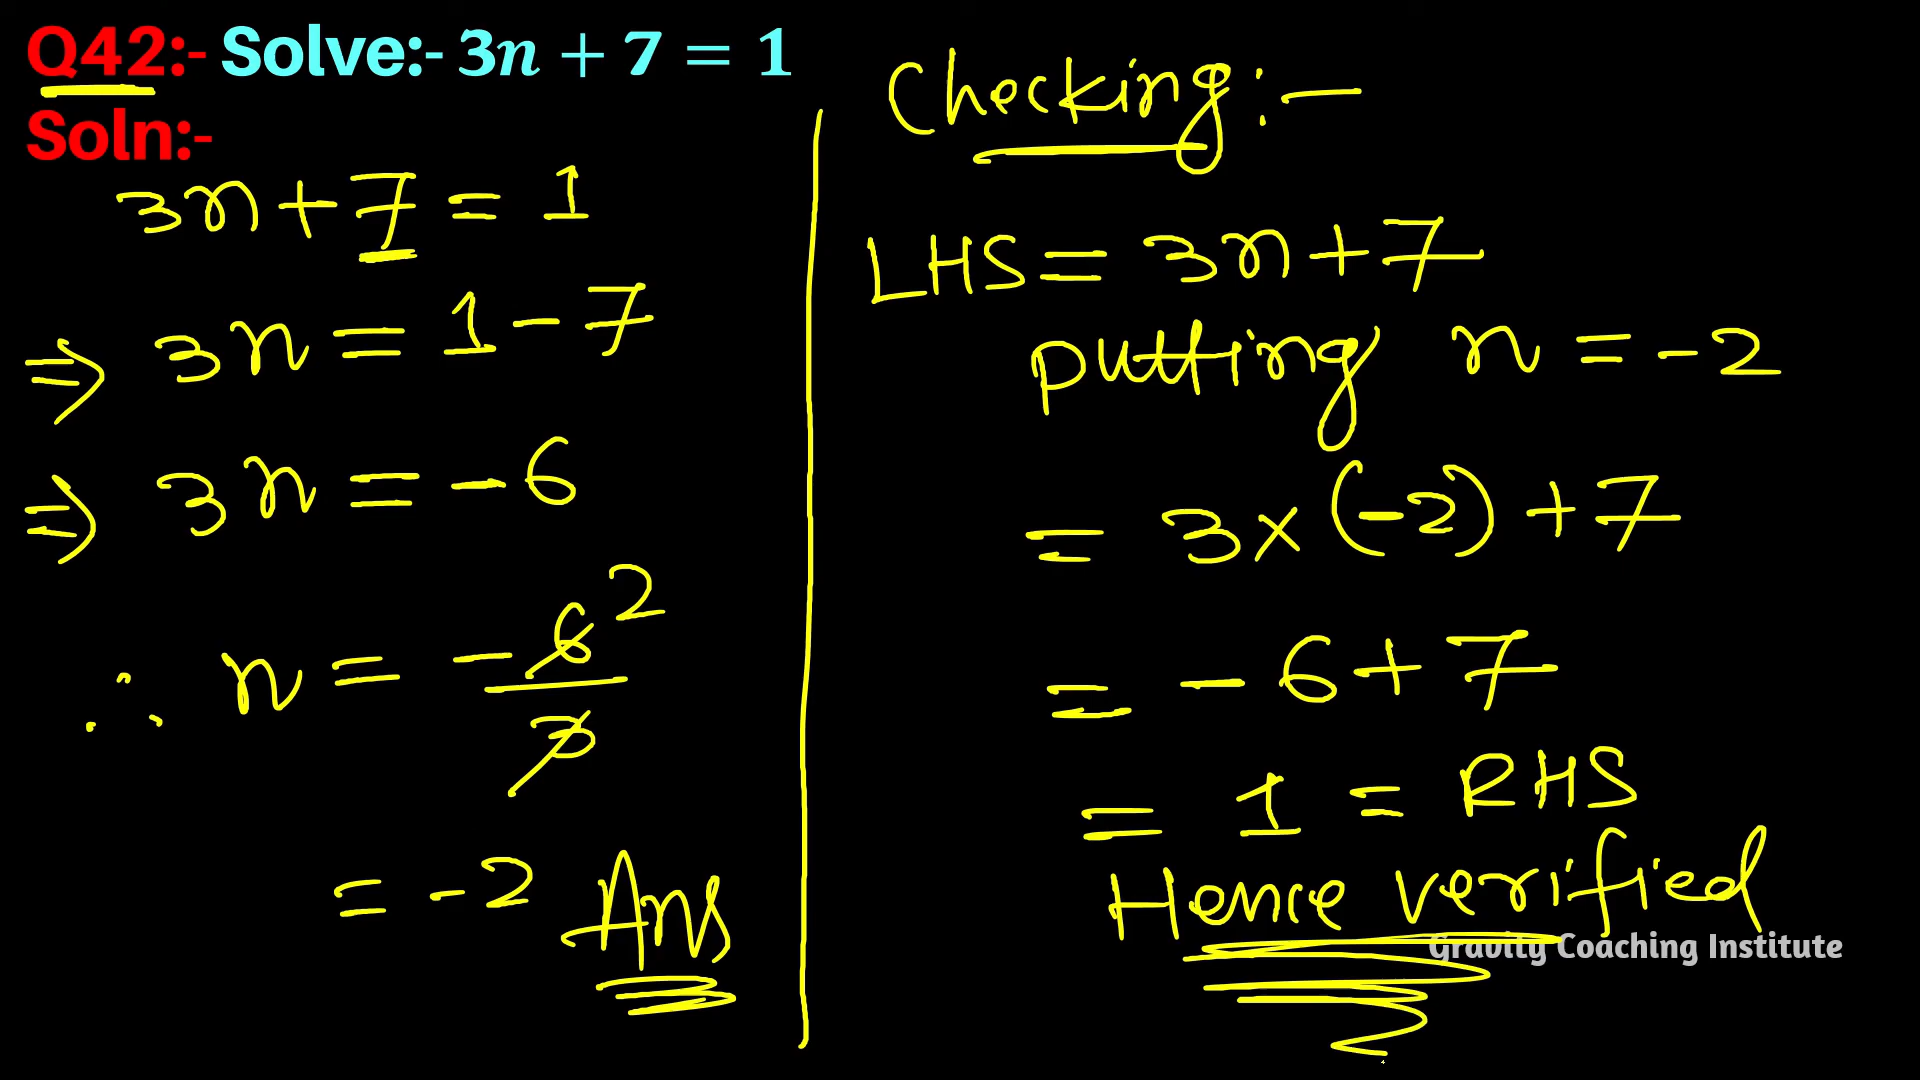 Q42:- Solve:- 3n + 7 = 1
Soln:-
3n + 7 = 1
⇒ 3n = 1 - 7
⇒ 3n = - 6
∴ n = - 6 2
3
= -2 Ans
Checking:-
LHS = 3n + 7
putting n = -2
= 3 × (-2) + 7
= - 6 + 7
= 1 = RHS
Hence verified
Gravity Coaching Institute